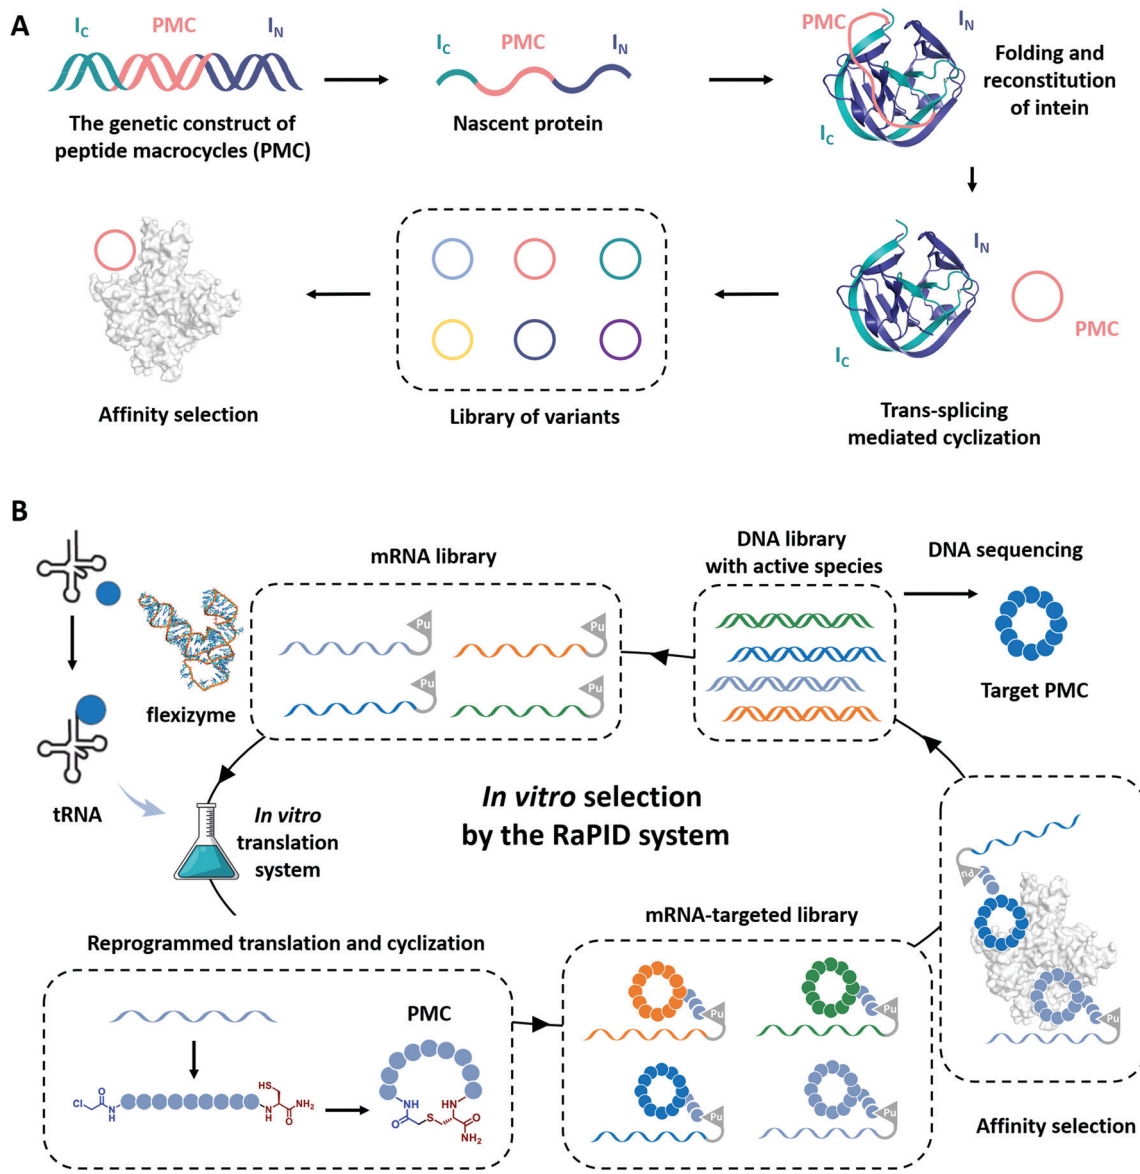 A
I_C PMC I_N
The genetic construct of
peptide macrocycles (PMC)
I_C PMC I_N
Nascent protein
PMC I_N
I_C
Folding and
reconstitution
of intein
I_N
I_C
PMC
Trans-splicing
mediated cyclization
Library of variants
Affinity selection
B
flexizyme
tRNA
mRNA library
Pu
Pu
Pu
Pu
DNA library
with active species
DNA sequencing
Target PMC
In vitro
translation
system
In vitro selection
by the RaPID system
Reprogrammed translation and cyclization
Cl
O
N
H
HS
H
N
NH2
O
PMC
NH
HN
O
S
O
NH2
mRNA-targeted library
Pu
Pu
Pu
Pu
Pu
Pu
Affinity selection